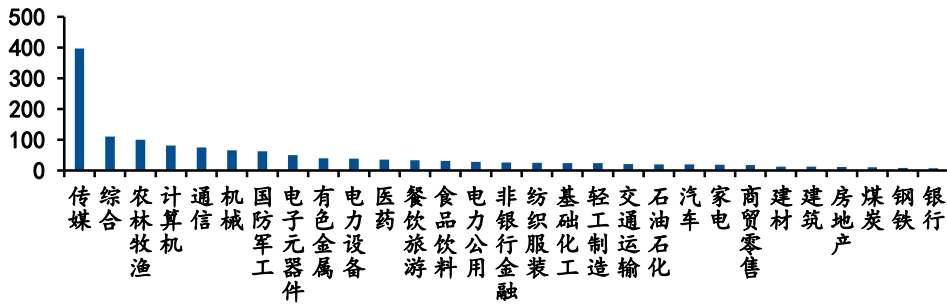 500
400
300
200
100
0
传媒
综合
农林牧渔
计算机
通信
机械
国防军工
电子元器件
有色金属
电力设备
医药
餐饮旅游
食品饮料
电力公用
非银行金融
纺织服装
基础化工
轻工制造
交通运输
石油石化
汽车
家电
商贸零售
建材
建筑
房地产
煤炭
钢铁
银行